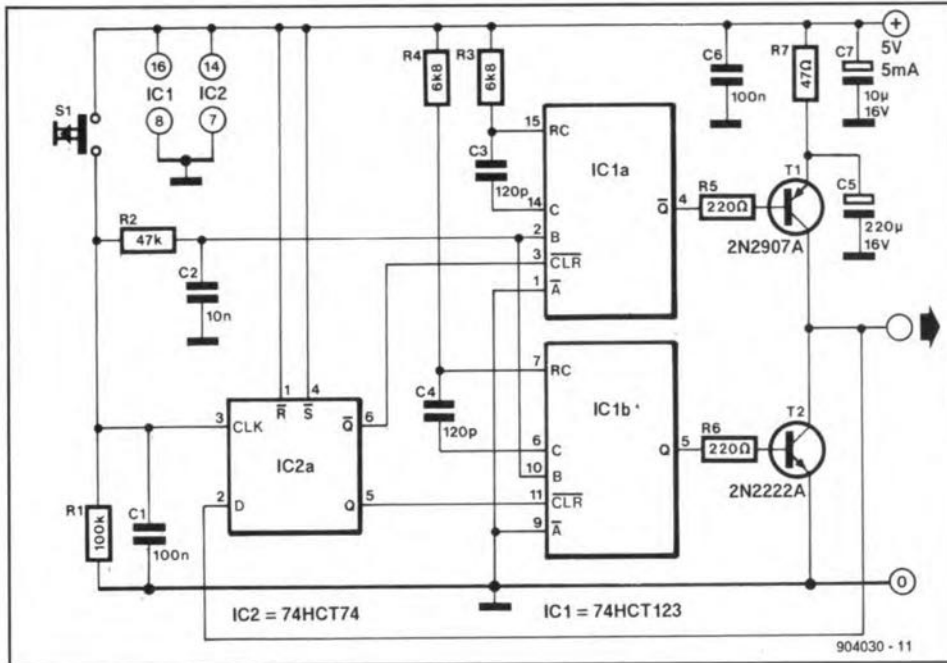 R4
R3
6k8
6k8
16
14
IC1
IC2
8
7
S1
C6
100n
R7
47Ω
C7
10µ
16V
+
5V
5mA
C3
120p
15
RC
IC1a
14
C
2
B
3
CLR
1
A
Q
4
R5
220Ω
T1
2N2907A
C5
220µ
16V
R2
47k
C2
10n
1
4
R
S
3
CLK
Q
6
IC2a
2
D
Q
5
R1
100k
C1
100n
C4
120p
7
RC
IC1b
6
C
10
B
11
CLR
9
A
Q
5
R6
220Ω
T2
2N2222A
0
IC2 = 74HCT74
IC1 = 74HCT123
904030 - 11